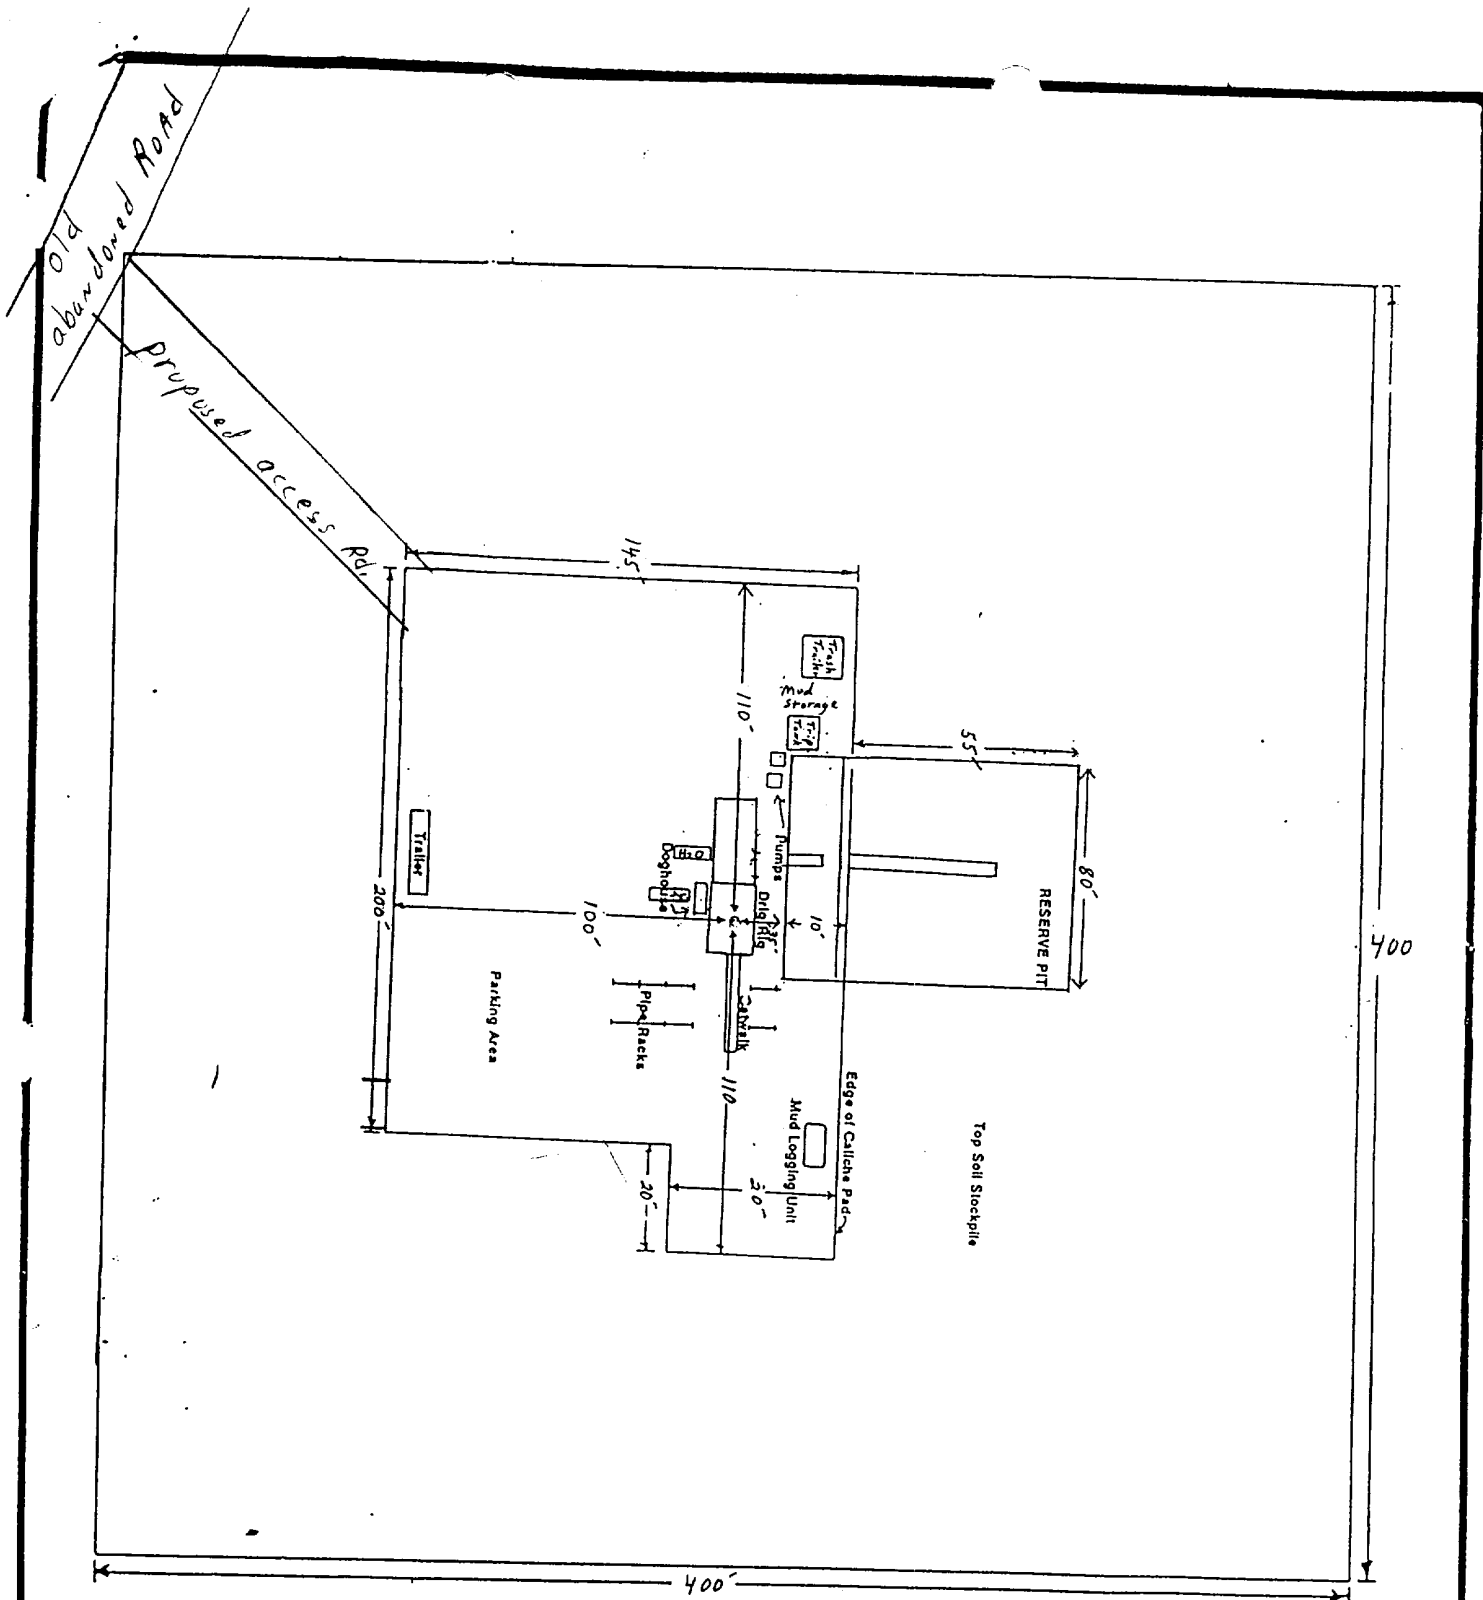 old
abandoned ROAD
proposed access Rd.
145'
110'
Trash
Trailer
Mud
Storage
Trip
Tank
55'
Pumps
80'
RESERVE PIT
Trailer
H2O
Doghouse
Drlg Rig
10'
200'
100'
400
Parking Area
Pipe Racks
Catwalk
110
Edge of Caliche Pad
Mud Logging Unit
Top Soil Stockpile
20'
20'
400'